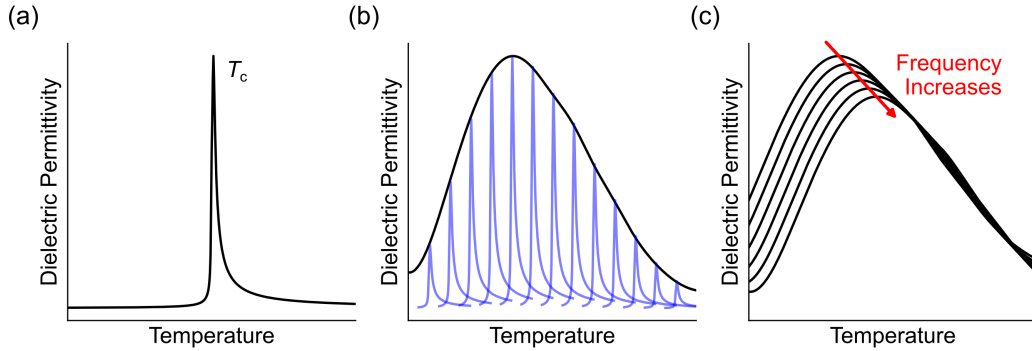 (a)
Dielectric Permittivity
Tc
Temperature
(b)
Dielectric Permittivity
Temperature
(c)
Dielectric Permittivity
Frequency
Increases
Temperature